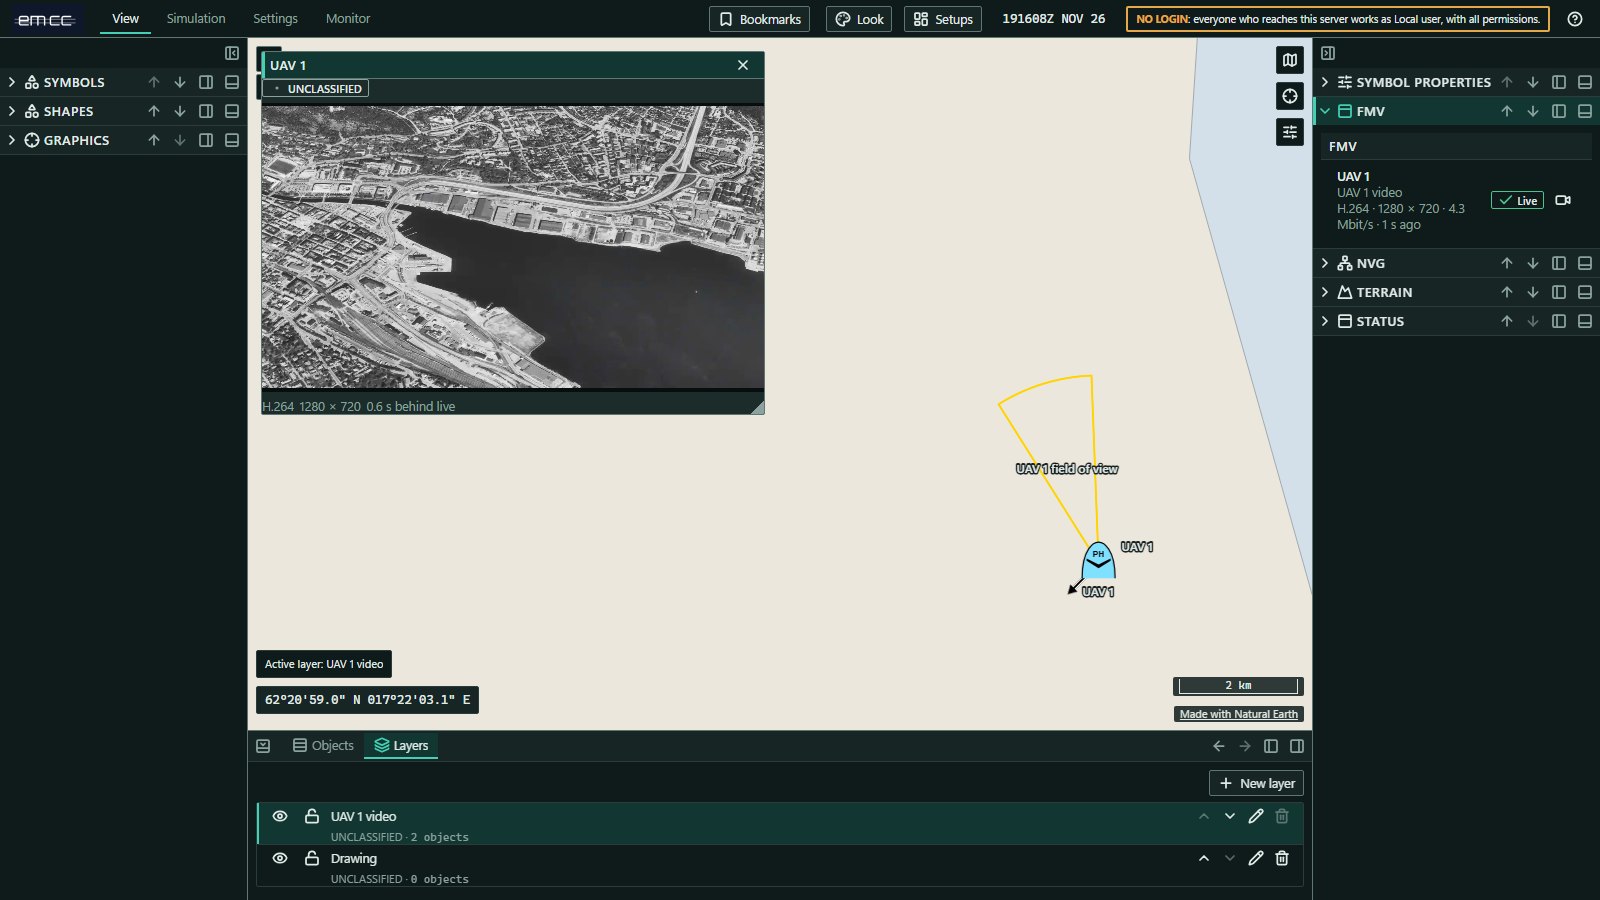 em:cc
View
Simulation
Settings
Monitor
Bookmarks
Look
Setups
191608Z NOV 26
NO LOGIN: everyone who reaches this server works as Local user, with all permissions.
SYMBOLS
SHAPES
GRAPHICS
UAV 1
UNCLASSIFIED
H.264 1280 × 720 0.6 s behind live
UAV 1 field of view
UAV 1
PH
UAV 1
Active layer: UAV 1 video
62°20'59.0" N 017°22'03.1" E
2 km
Made with Natural Earth
SYMBOL PROPERTIES
FMV
FMV
UAV 1
UAV 1 video
H.264 · 1280 × 720 · 4.3
Mbit/s · 1 s ago
Live
NVG
TERRAIN
STATUS
Objects
Layers
New layer
UAV 1 video
UNCLASSIFIED · 2 objects
Drawing
UNCLASSIFIED · 0 objects